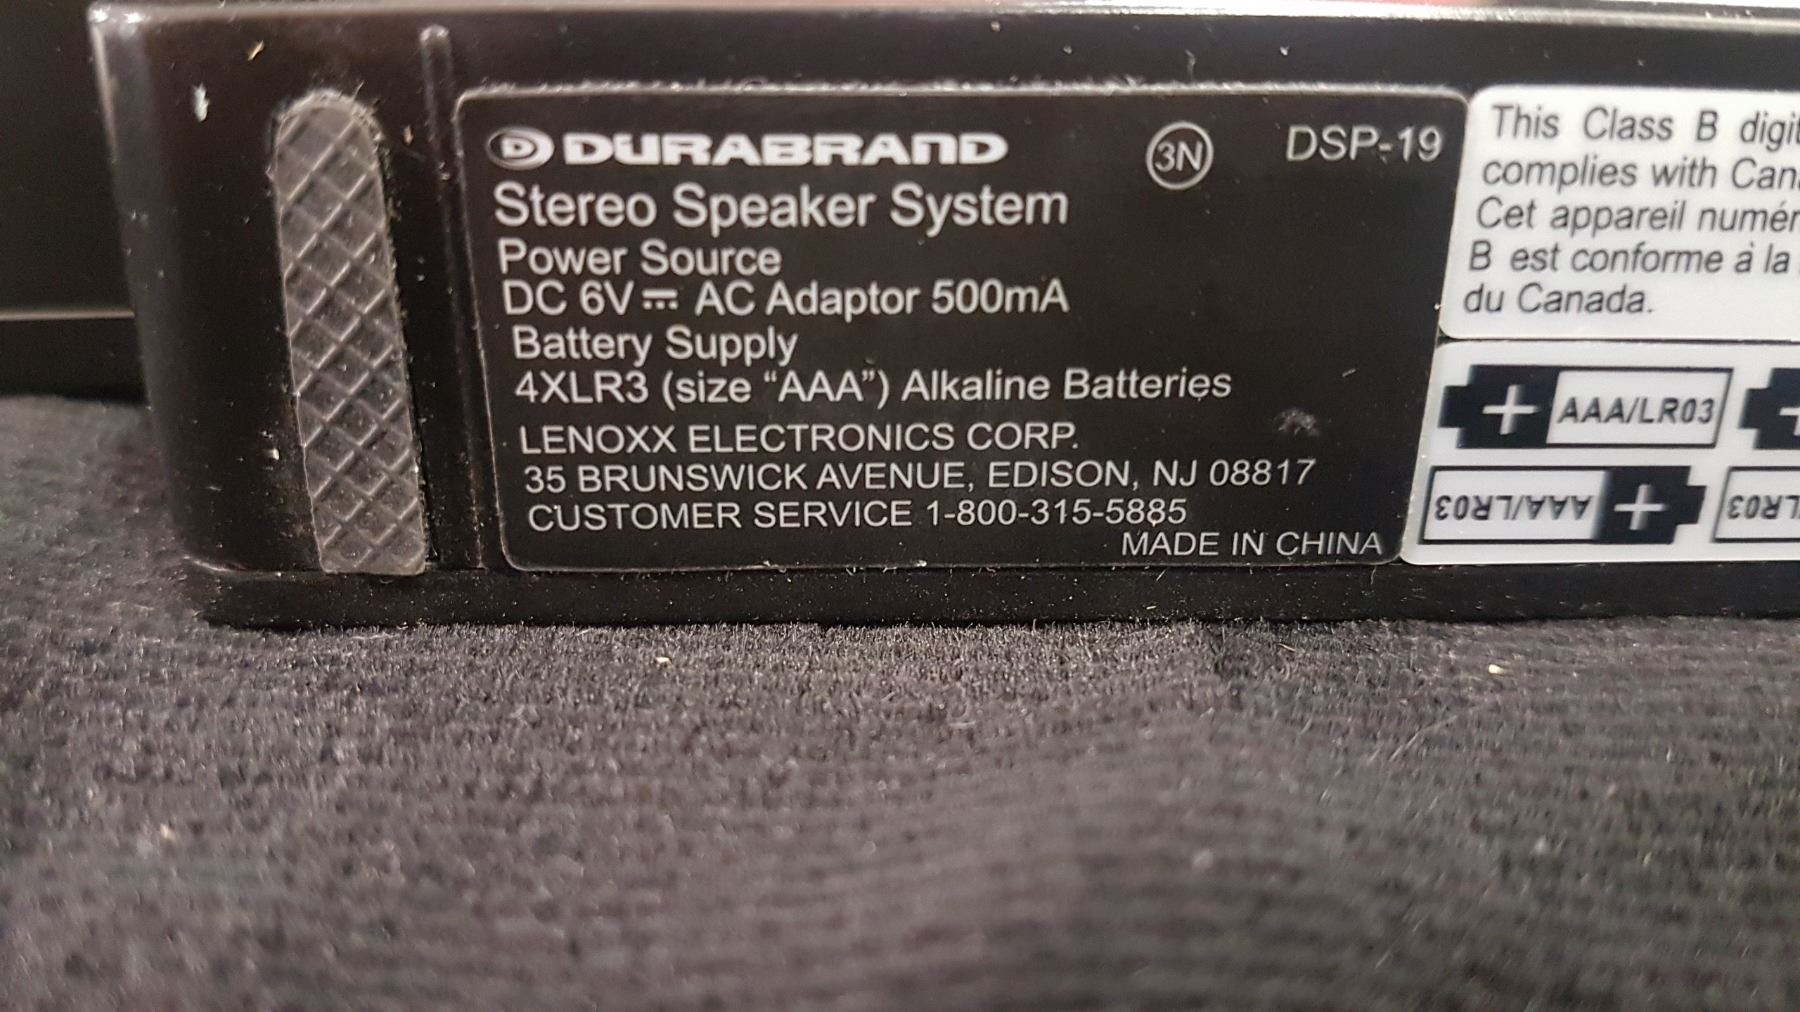 DURABRAND 3N DSP-19
Stereo Speaker System
Power Source
DC 6V⎓ AC Adaptor 500mA
Battery Supply
4XLR3 (size “AAA”) Alkaline Batteries
LENOXX ELECTRONICS CORP.
35 BRUNSWICK AVENUE, EDISON, NJ 08817
CUSTOMER SERVICE 1-800-315-5885
MADE IN CHINA
This Class B
complies with
Cet appareil
B est conforme à la
du Canada.
+ AAA/LR03 +
AAA/LR03 +